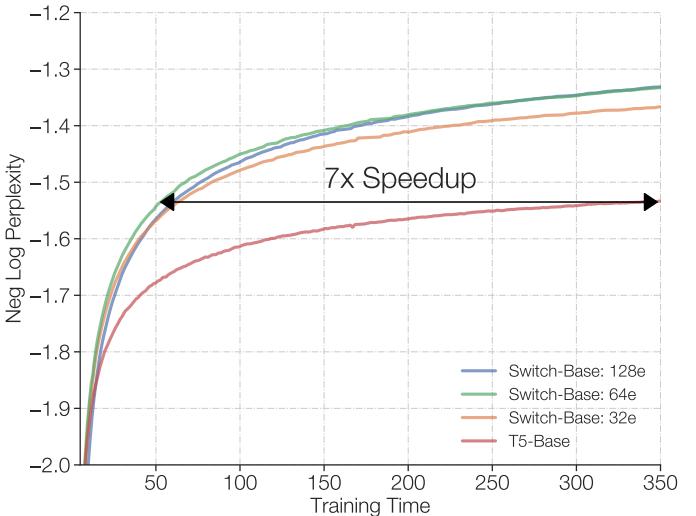 −1.2
−1.3
−1.4
−1.5
−1.6
−1.7
−1.8
−1.9
−2.0
Neg Log Perplexity
7x Speedup
Switch-Base: 128e
Switch-Base: 64e
Switch-Base: 32e
T5-Base
50 100 150 200 250 300 350
Training Time